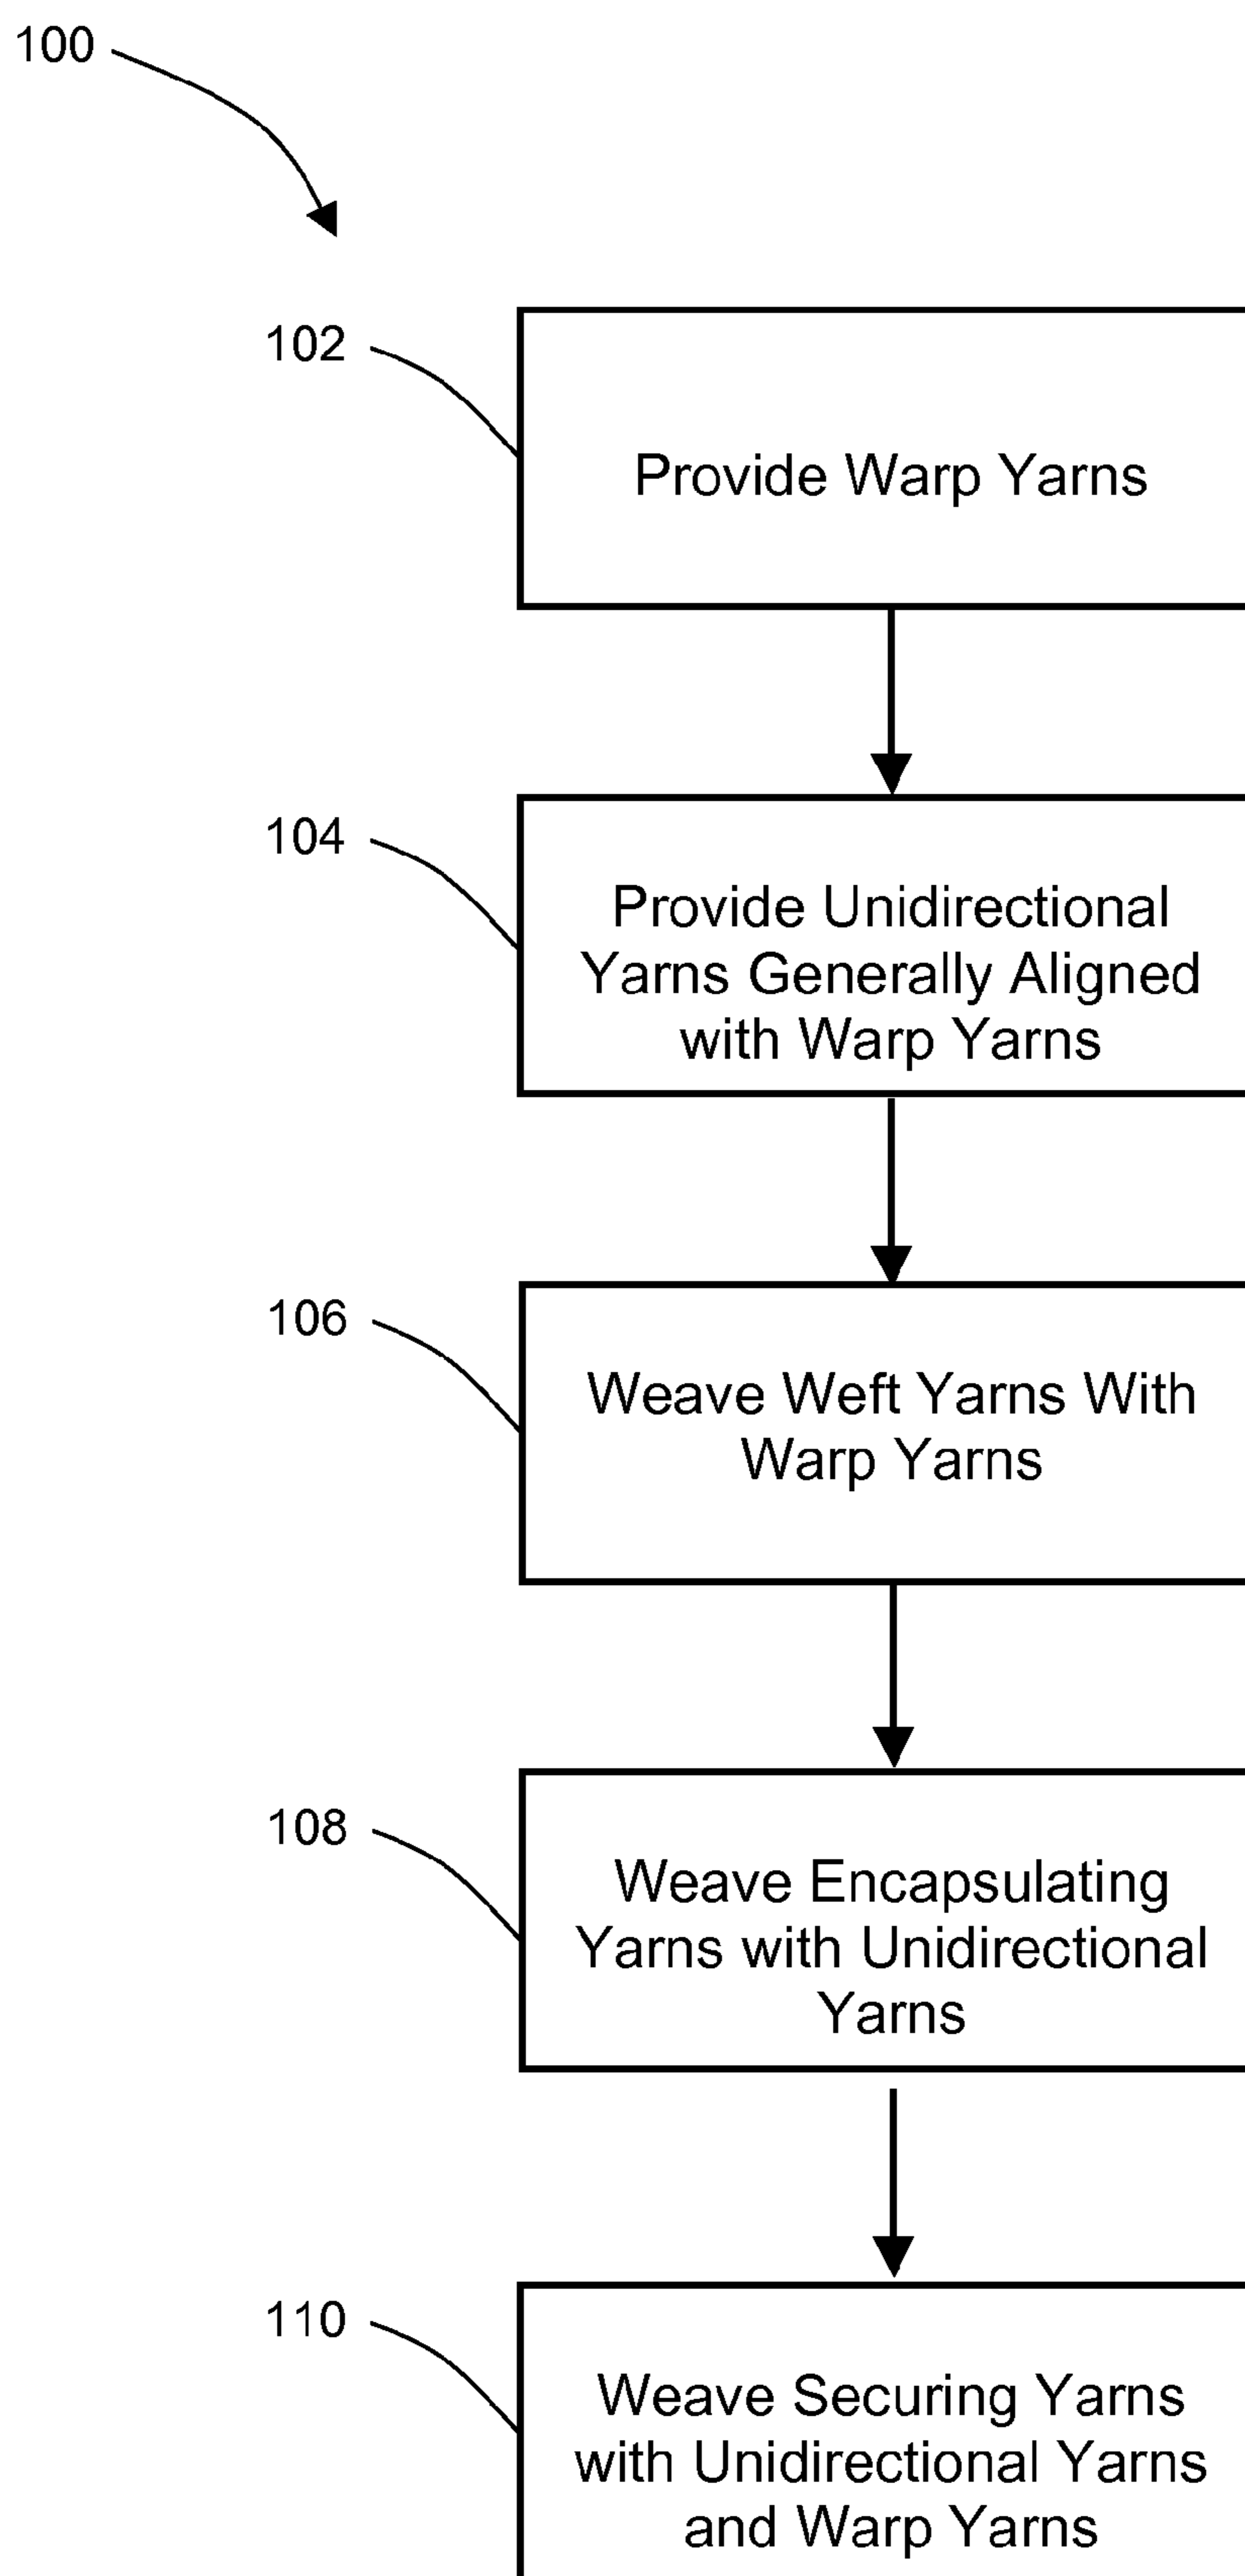 100
102
Provide Warp Yarns
104
Provide Unidirectional
Yarns Generally Aligned
with Warp Yarns
106
Weave Weft Yarns With
Warp Yarns
108
Weave Encapsulating
Yarns with Unidirectional
Yarns
110
Weave Securing Yarns
with Unidirectional Yarns
and Warp Yarns